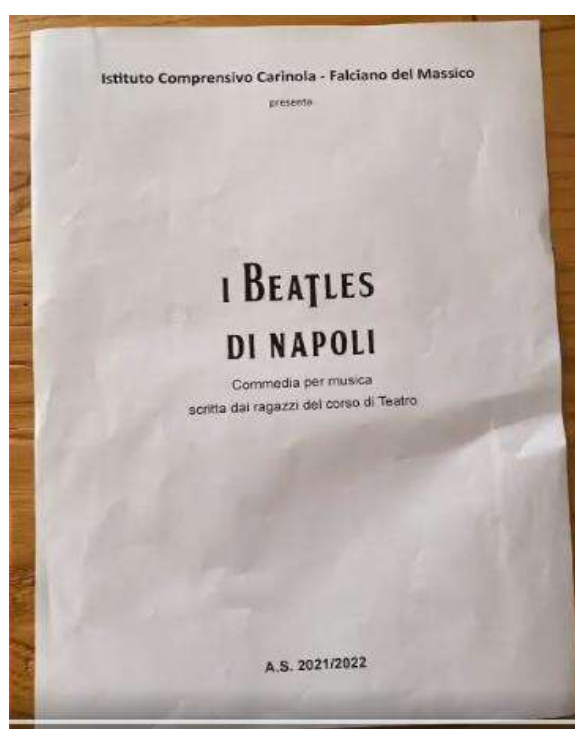 Istituto Comprensivo Carinola - Falciano del Massico
presenta
I BEATLES
DI NAPOLI
Commedia per musica
scritta dai ragazzi del corso di Teatro
A.S. 2021/2022